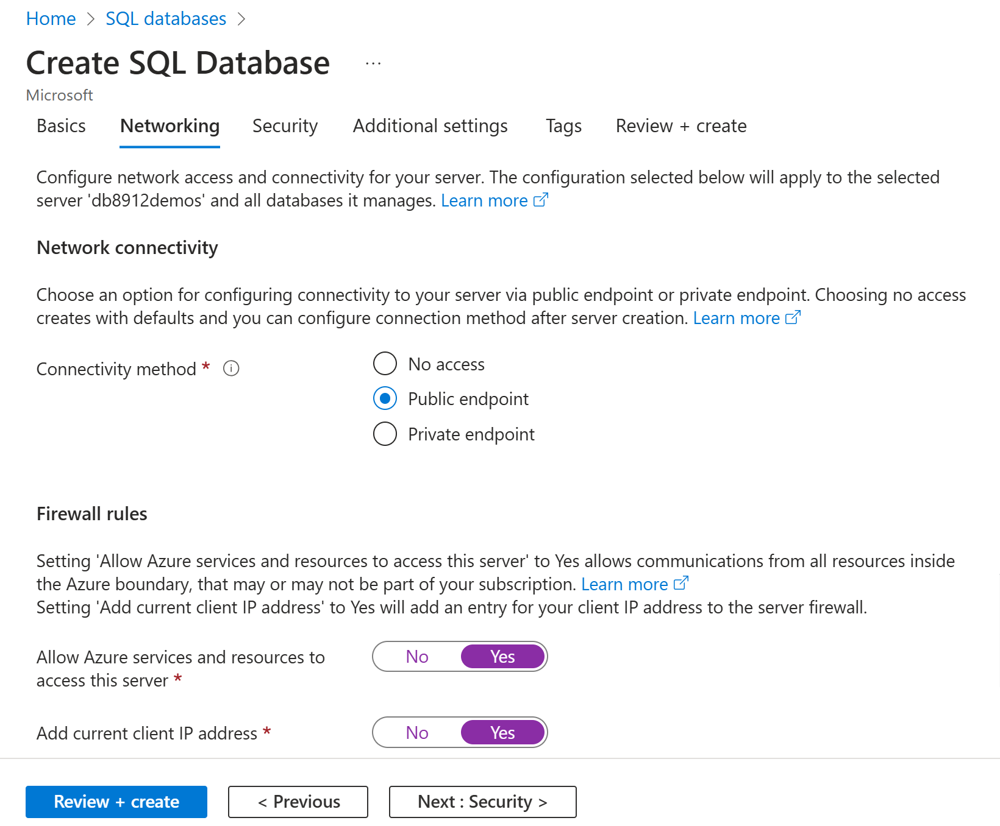 Home > SQL databases >
Create SQL Database ...
Microsoft
Basics Networking Security Additional settings Tags Review + create
Configure network access and connectivity for your server. The configuration selected below will apply to the selected
server 'db8912demos' and all databases it manages. Learn more
Network connectivity
Choose an option for configuring connectivity to your server via public endpoint or private endpoint. Choosing no access
creates with defaults and you can configure connection method after server creation. Learn more
Connectivity method *
No access
Public endpoint
Private endpoint
Firewall rules
Setting 'Allow Azure services and resources to access this server' to Yes allows communications from all resources inside
the Azure boundary, that may or may not be part of your subscription. Learn more
Setting 'Add current client IP address' to Yes will add an entry for your client IP address to the server firewall.
Allow Azure services and resources to
access this server *
No Yes
Add current client IP address *
No Yes
Review + create < Previous Next : Security >